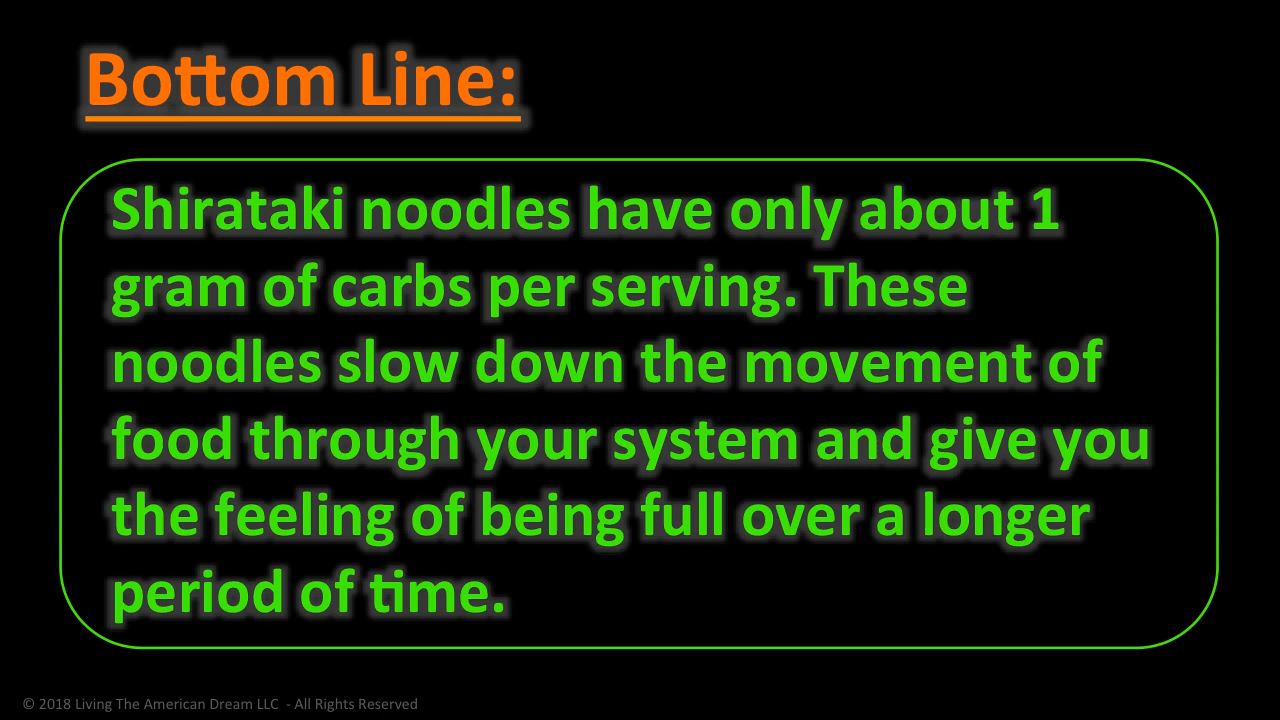 Bottom Line:
Shirataki noodles have only about 1
gram of carbs per serving. These
noodles slow down the movement of
food through your system and give you
the feeling of being full over a longer
period of time.
© 2018 Living The American Dream LLC  - All Rights Reserved